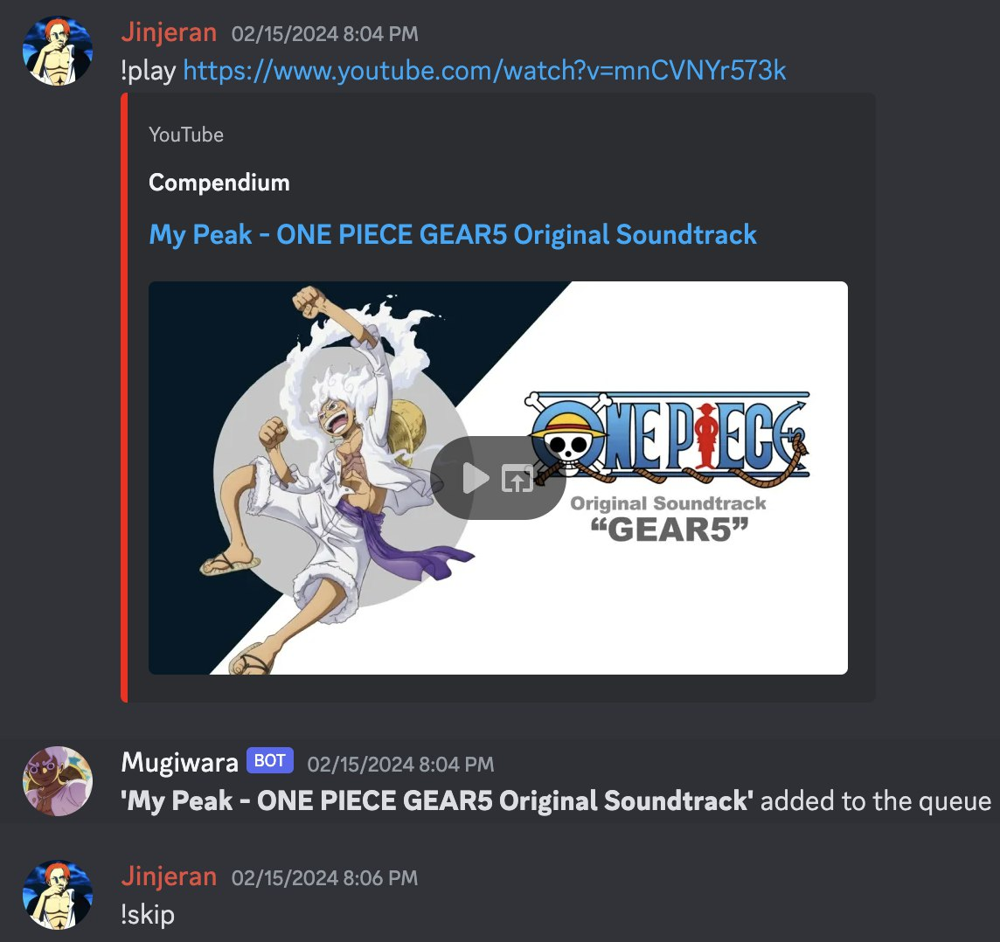 Jinjeran 02/15/2024 8:04 PM
!play https://www.youtube.com/watch?v=mnCVNYr573k
YouTube
Compendium
My Peak - ONE PIECE GEAR5 Original Soundtrack
ONE PIECE
Original Soundtrack
“GEAR5”
Mugiwara BOT 02/15/2024 8:04 PM
'My Peak - ONE PIECE GEAR5 Original Soundtrack' added to the queue
Jinjeran 02/15/2024 8:06 PM
!skip